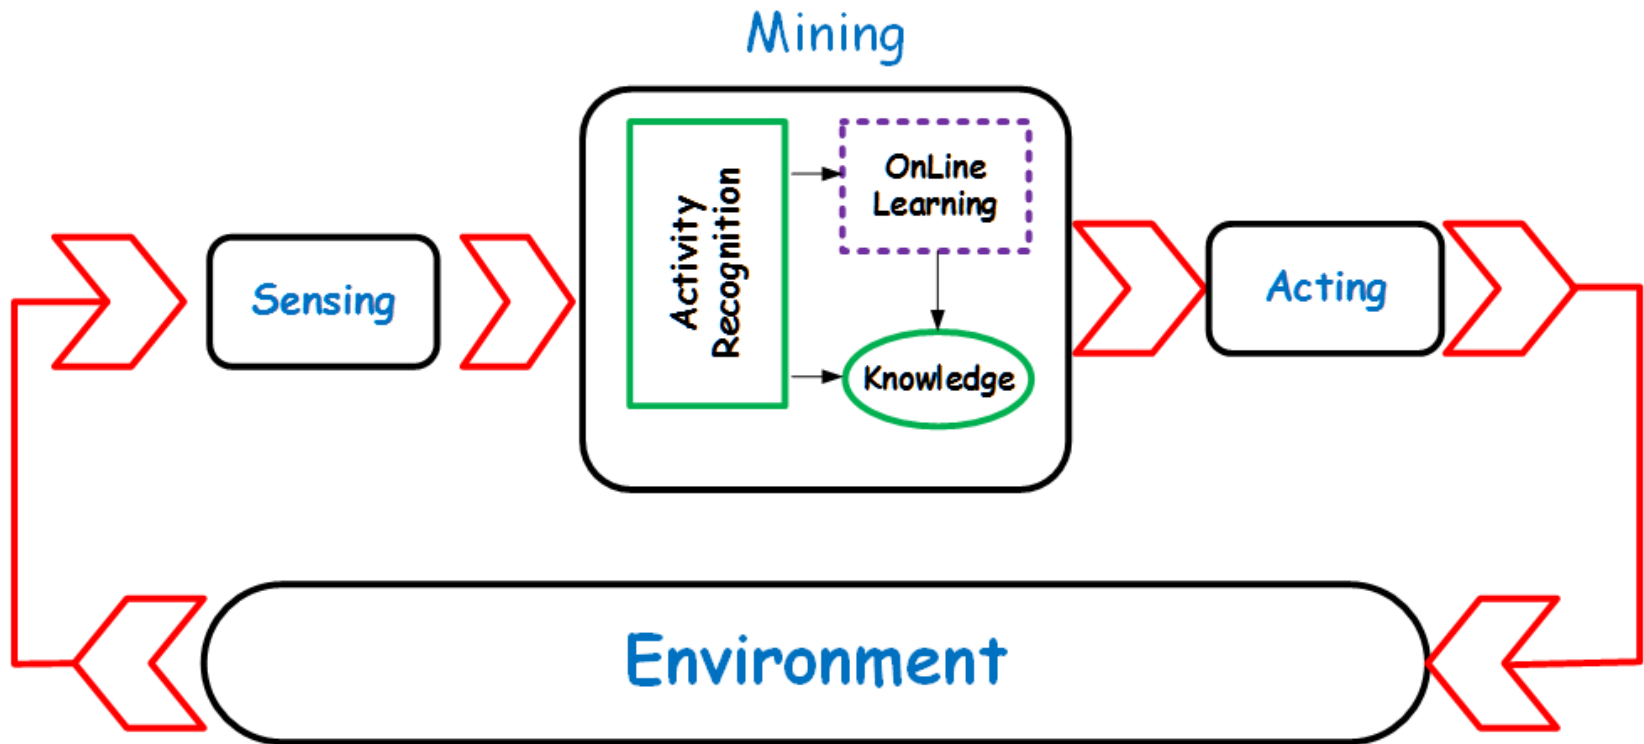 Mining
Sensing
Activity
Recognition
OnLine
Learning
Knowledge
Acting
Environment